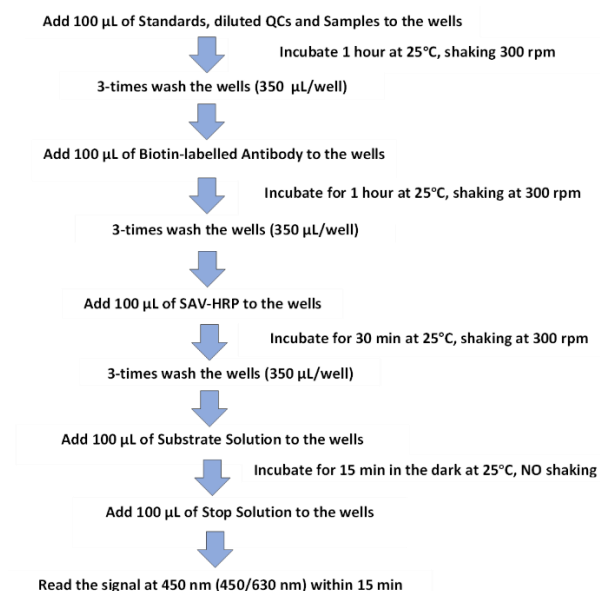 Add 100 µL of Standards, diluted QCs and Samples to the wells
Incubate 1 hour at 25°C, shaking 300 rpm
3-times wash the wells (350 µL/well)
Add 100 µL of Biotin-labelled Antibody to the wells
Incubate for 1 hour at 25°C, shaking at 300 rpm
3-times wash the wells (350 µL/well)
Add 100 µL of SAV-HRP to the wells
Incubate for 30 min at 25°C, shaking at 300 rpm
3-times wash the wells (350 µL/well)
Add 100 µL of Substrate Solution to the wells
Incubate for 15 min in the dark at 25°C, NO shaking
Add 100 µL of Stop Solution to the wells
Read the signal at 450 nm (450/630 nm) within 15 min